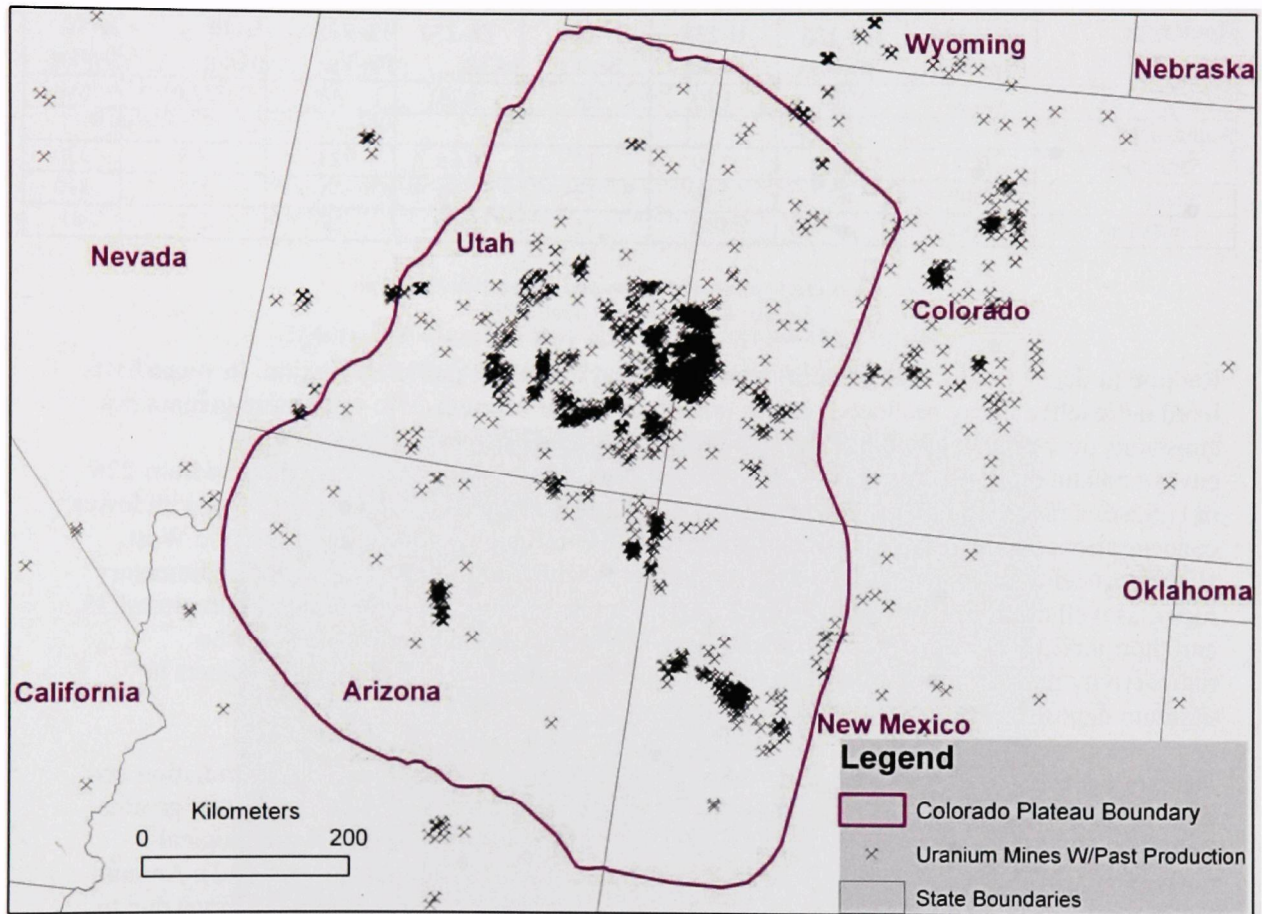 Wyoming
Nebraska
Utah
Nevada
Colorado
Oklahoma
California
Arizona
New Mexico
Legend
Kilometers
0 200
Colorado Plateau Boundary
Uranium Mines W/Past Production
State Boundaries